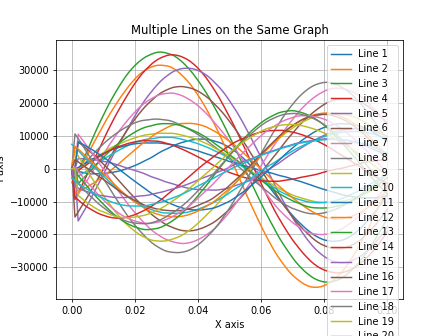 Multiple Lines on the Same Graph
30000
20000
10000
0
−10000
−20000
−30000
0.00
0.02
0.04
0.06
X axis
Line 1
Line 2
Line 3
Line 4
Line 5
Line 6
Line 7
Line 8
Line 9
Line 10
Line 11
Line 12
Line 13
Line 14
Line 15
Line 16
Line 17
Line 18
Line 19
Line 20